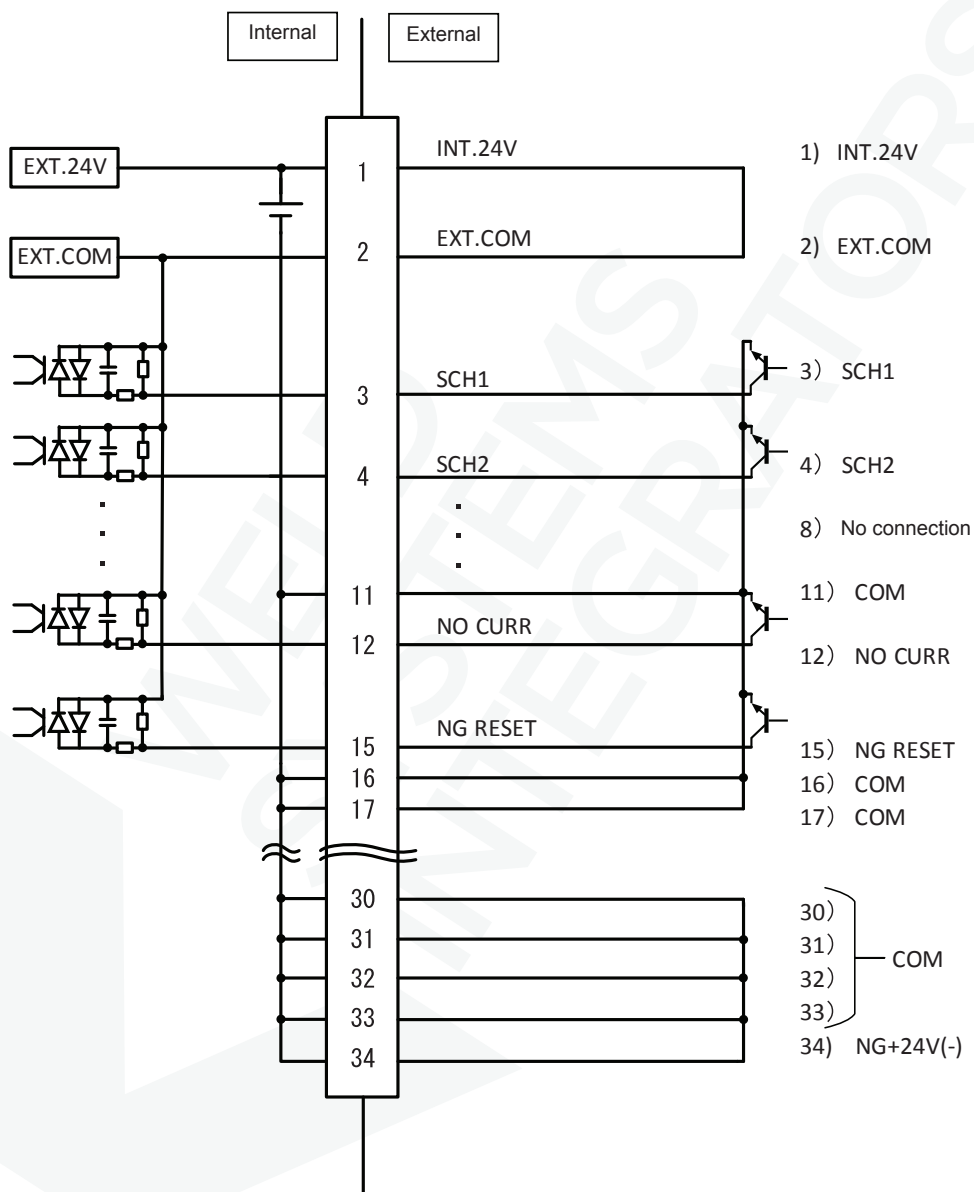 Internal
External
EXT.24V
1
INT.24V
1) INT.24V
EXT.COM
2
EXT.COM
2) EXT.COM
3
SCH1
3) SCH1
4
SCH2
4) SCH2
8) No connection
11
11) COM
12
NO CURR
12) NO CURR
15
NG RESET
15) NG RESET
16
16) COM
17
17) COM
30
30)
31
31)
32
32)
COM
33
33)
34
34) NG+24V(-)
WELD
SYSTEMS
INTEGRATORS